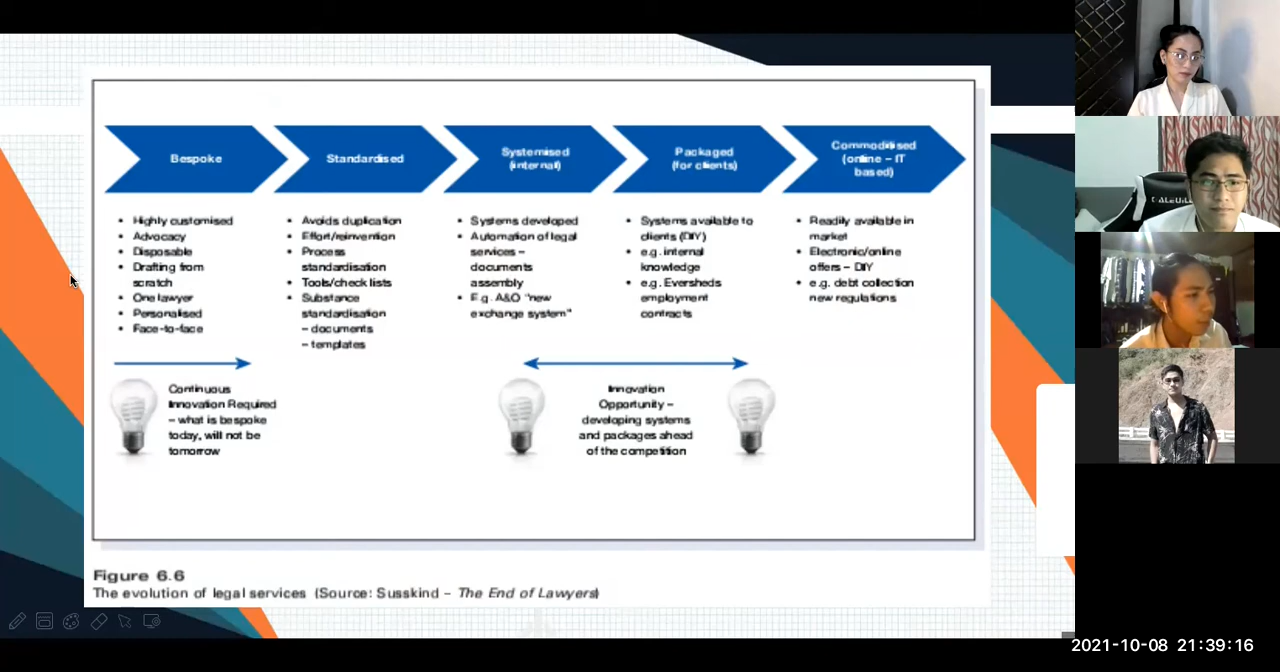 Bespoke
Standardised
Systemised
(internal)
Packaged
(for clients)
Commoditised
(online – IT
based)
• Highly customised
• Advocacy
• Disposable
• Drafting from
scratch
• One lawyer
• Personalised
• Face-to-face
• Avoids duplication
• Effort/reinvention
• Process
standardisation
• Tools/check lists
• Substance
standardisation
– documents
– templates
• Systems developed
• Automation of legal
services –
documents
assembly
• E.g. A&O "new
exchange system"
• Systems available to
clients (DIY)
• e.g. internal
knowledge
• e.g. Eversheds
employment
contracts
• Readily available in
market
• Electronic/online
offers – DIY
• e.g. debt collection
new regulations
Continuous
Innovation Required
– what is bespoke
today, will not be
tomorrow
Innovation
Opportunity –
developing systems
and packages ahead
of the competition
Figure 6.6
The evolution of legal services (Source: Susskind – The End of Lawyers)
2021-10-08 21:39:16